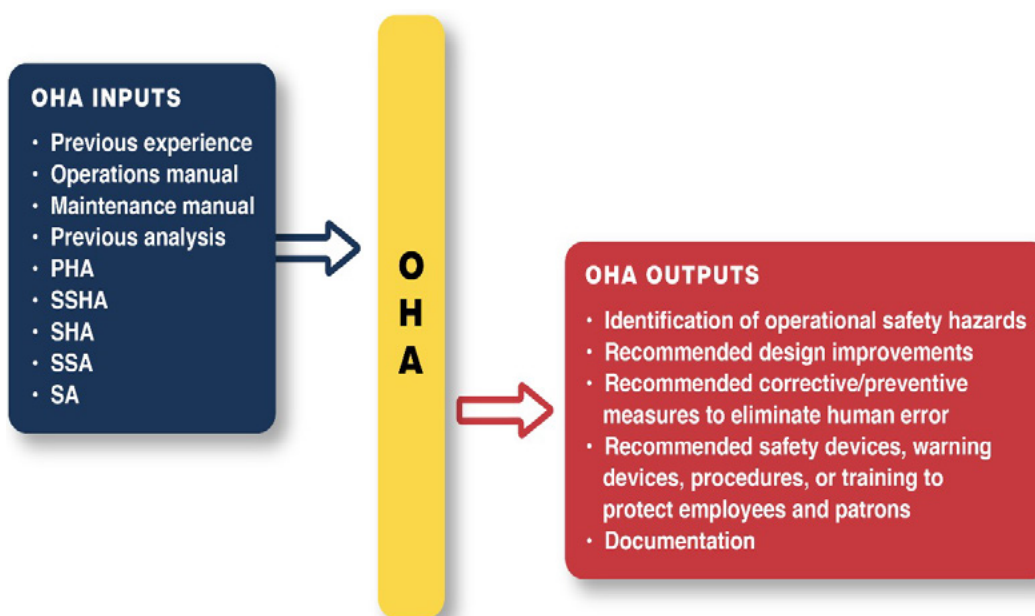 OHA INPUTS
• Previous experience
• Operations manual
• Maintenance manual
• Previous analysis
• PHA
• SSHA
• SHA
• SSA
• SA
O
H
A
OHA OUTPUTS
• Identification of operational safety hazards
• Recommended design improvements
• Recommended corrective/preventive
measures to eliminate human error
• Recommended safety devices, warning
devices, procedures, or training to
protect employees and patrons
• Documentation